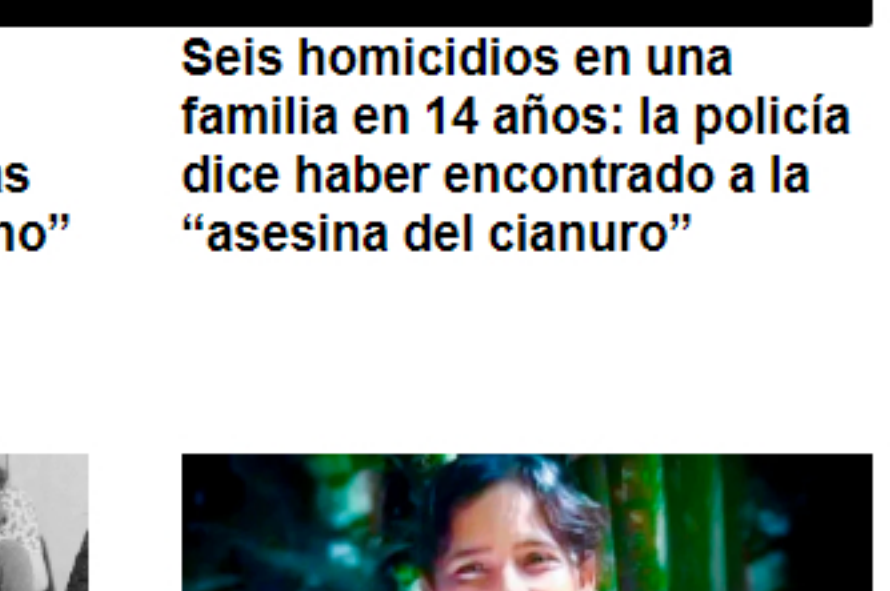 Seis homicidios en una
familia en 14 años: la policía
dice haber encontrado a la
“asesina del cianuro”